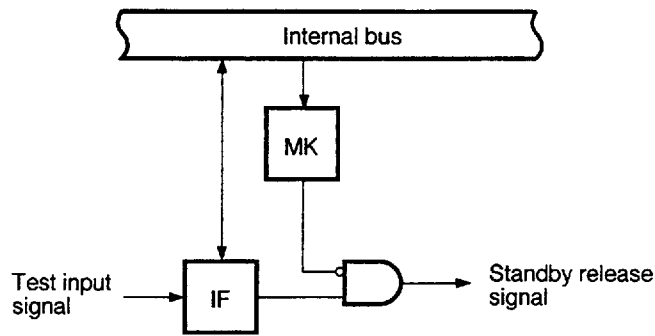 Internal bus
MK
Test input
signal
IF
Standby release
signal